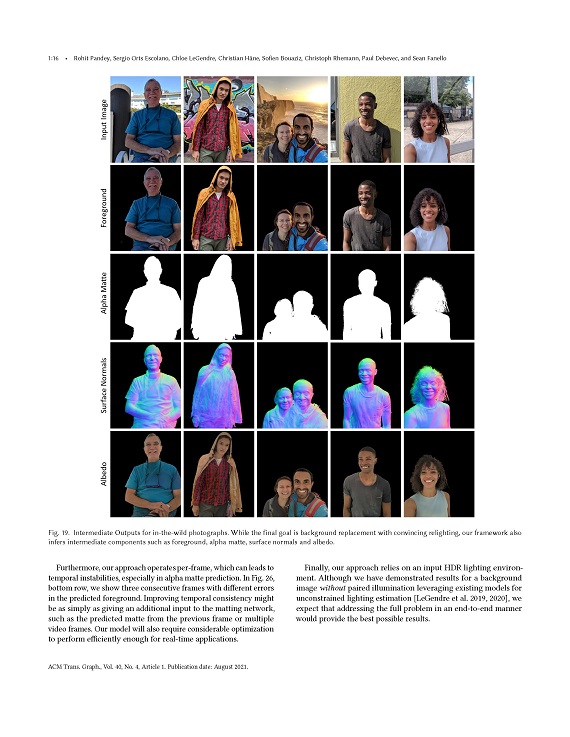 1:16 • Rohit Pandey, Sergio Orts Escolano, Chloe LeGendre, Christian Häne, Sofien Bouaziz, Christoph Rhemann, Paul Debevec, and Sean Fanello
Input Image
Foreground
Alpha Matte
Surface Normals
Albedo
Fig. 19. Intermediate Outputs for in-the-wild photographs. While the final goal is background replacement with convincing relighting, our framework also
infers intermediate components such as foreground, alpha matte, surface normals and albedo.
Furthermore, our approach operates per-frame, which can leads to
temporal instabilities, especially in alpha matte prediction. In Fig. 26,
bottom row, we show three consecutive frames with different errors
in the predicted foreground. Improving temporal consistency might
be as simply as giving an additional input to the matting network,
such as the predicted matte from the previous frame or multiple
video frames. Our model will also require considerable optimization
to perform efficiently enough for real-time applications.
Finally, our approach relies on an input HDR lighting environ-
ment. Although we have demonstrated results for a background
image without paired illumination leveraging existing models for
unconstrained lighting estimation [LeGendre et al. 2019, 2020], we
expect that addressing the full problem in an end-to-end manner
would provide the best possible results.
ACM Trans. Graph., Vol. 40, No. 4, Article 1. Publication date: August 2021.